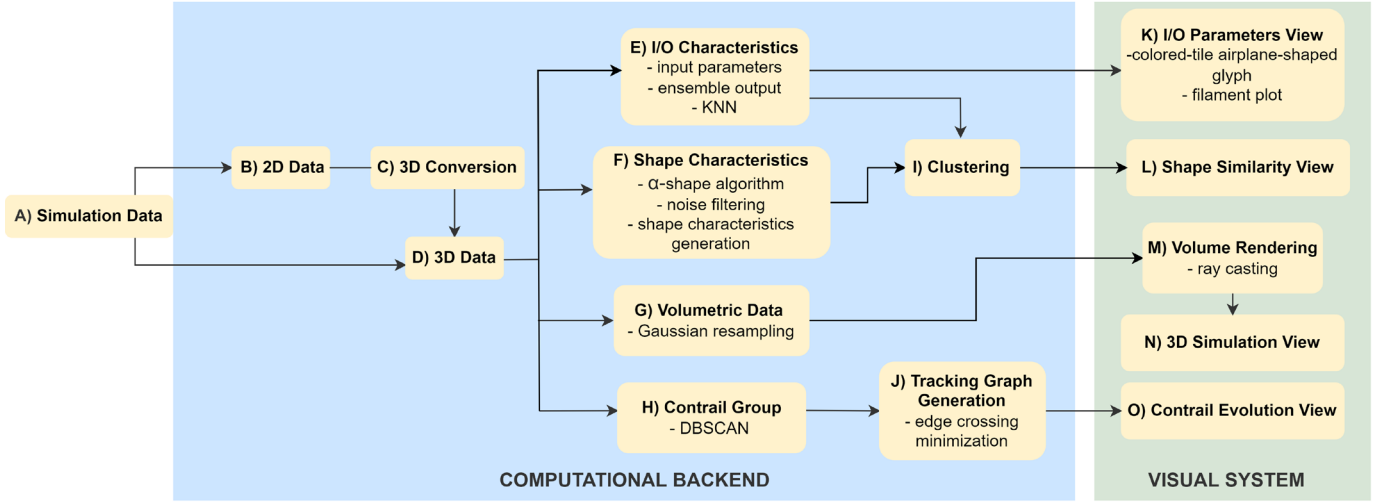 A) Simulation Data
B) 2D Data
C) 3D Conversion
D) 3D Data
E) I/O Characteristics
- input parameters
- ensemble output
- KNN
F) Shape Characteristics
- α-shape algorithm
- noise filtering
- shape characteristics
generation
G) Volumetric Data
- Gaussian resampling
H) Contrail Group
- DBSCAN
I) Clustering
J) Tracking Graph
Generation
- edge crossing
minimization
COMPUTATIONAL BACKEND
K) I/O Parameters View
-colored-tile airplane-shaped
glyph
- filament plot
L) Shape Similarity View
M) Volume Rendering
- ray casting
N) 3D Simulation View
O) Contrail Evolution View
VISUAL SYSTEM